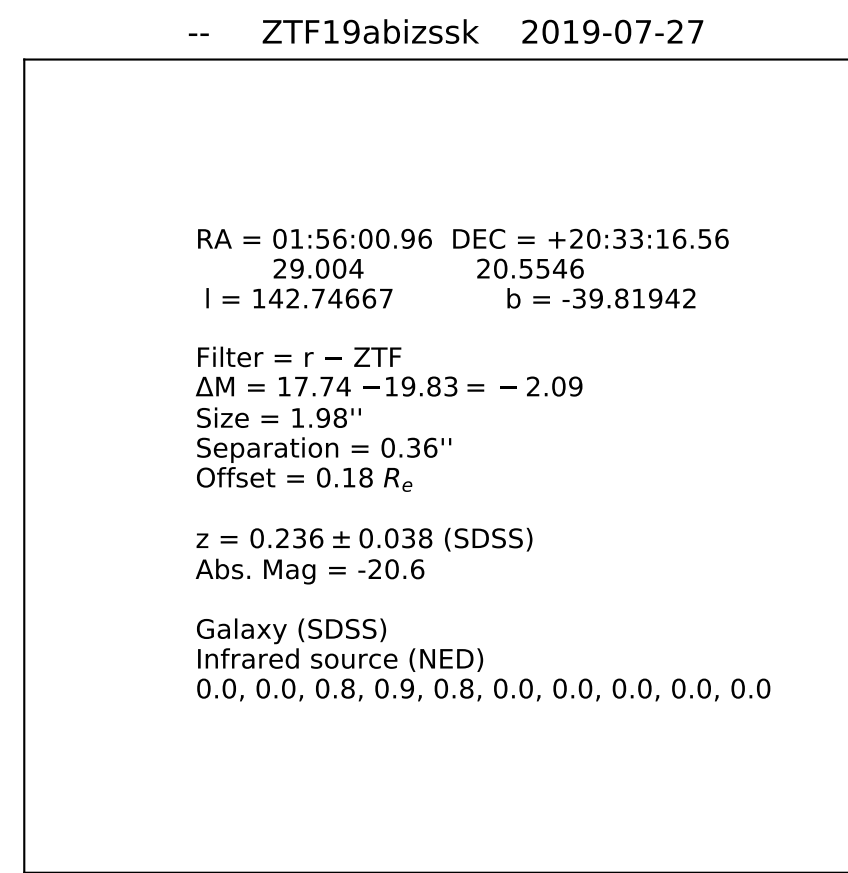 -- ZTF19abizssk 2019-07-27
RA = 01:56:00.96 DEC = +20:33:16.56
29.004 20.5546
l = 142.74667 b = -39.81942
Filter = r − ZTF
ΔM = 17.74 −19.83 = − 2.09
Size = 1.98''
Separation = 0.36''
Offset = 0.18 Re
z = 0.236 ± 0.038 (SDSS)
Abs. Mag = -20.6
Galaxy (SDSS)
Infrared source (NED)
0.0, 0.0, 0.8, 0.9, 0.8, 0.0, 0.0, 0.0, 0.0, 0.0